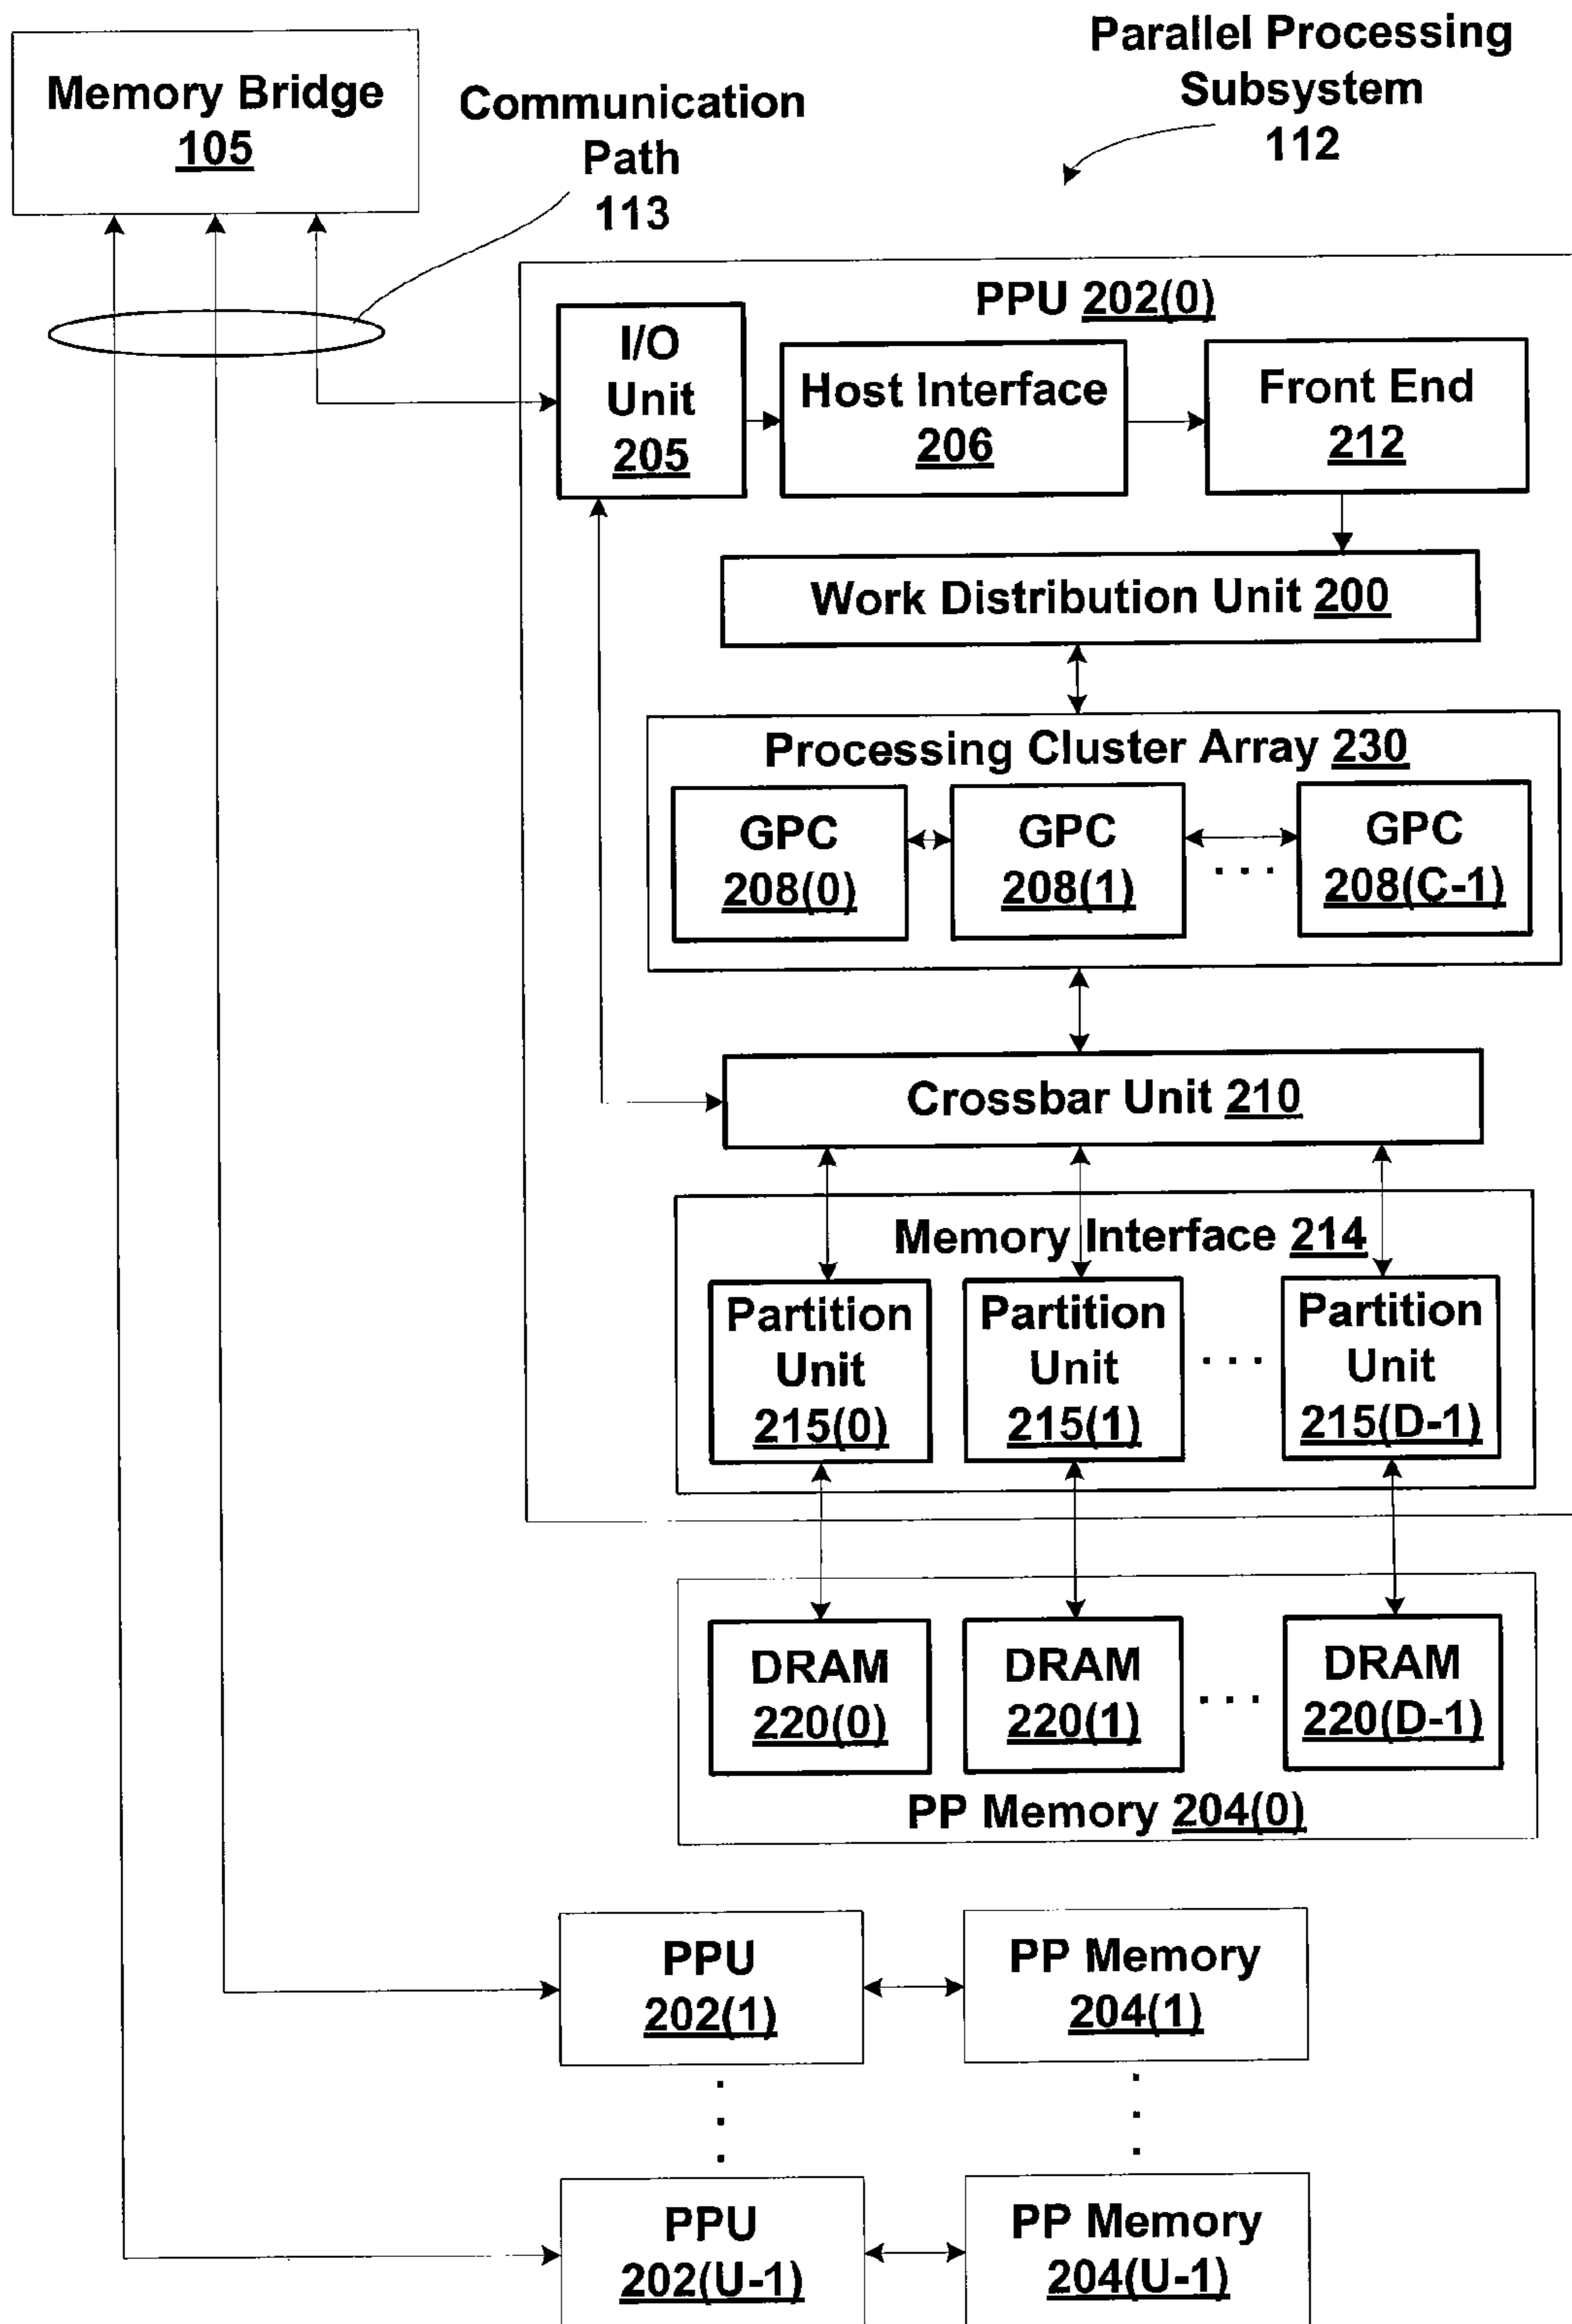 Parallel Processing
Subsystem
112
Memory Bridge
105
Communication
Path
113
PPU 202(0)
I/O
Unit
205
Host Interface
206
Front End
212
Work Distribution Unit 200
Processing Cluster Array 230
GPC
208(0)
GPC
208(1)
. . .
GPC
208(C-1)
Crossbar Unit 210
Memory Interface 214
Partition
Unit
215(0)
Partition
Unit
215(1)
. . .
Partition
Unit
215(D-1)
DRAM
220(0)
DRAM
220(1)
. . .
DRAM
220(D-1)
PP Memory 204(0)
PPU
202(1)
PP Memory
204(1)
PPU
202(U-1)
PP Memory
204(U-1)